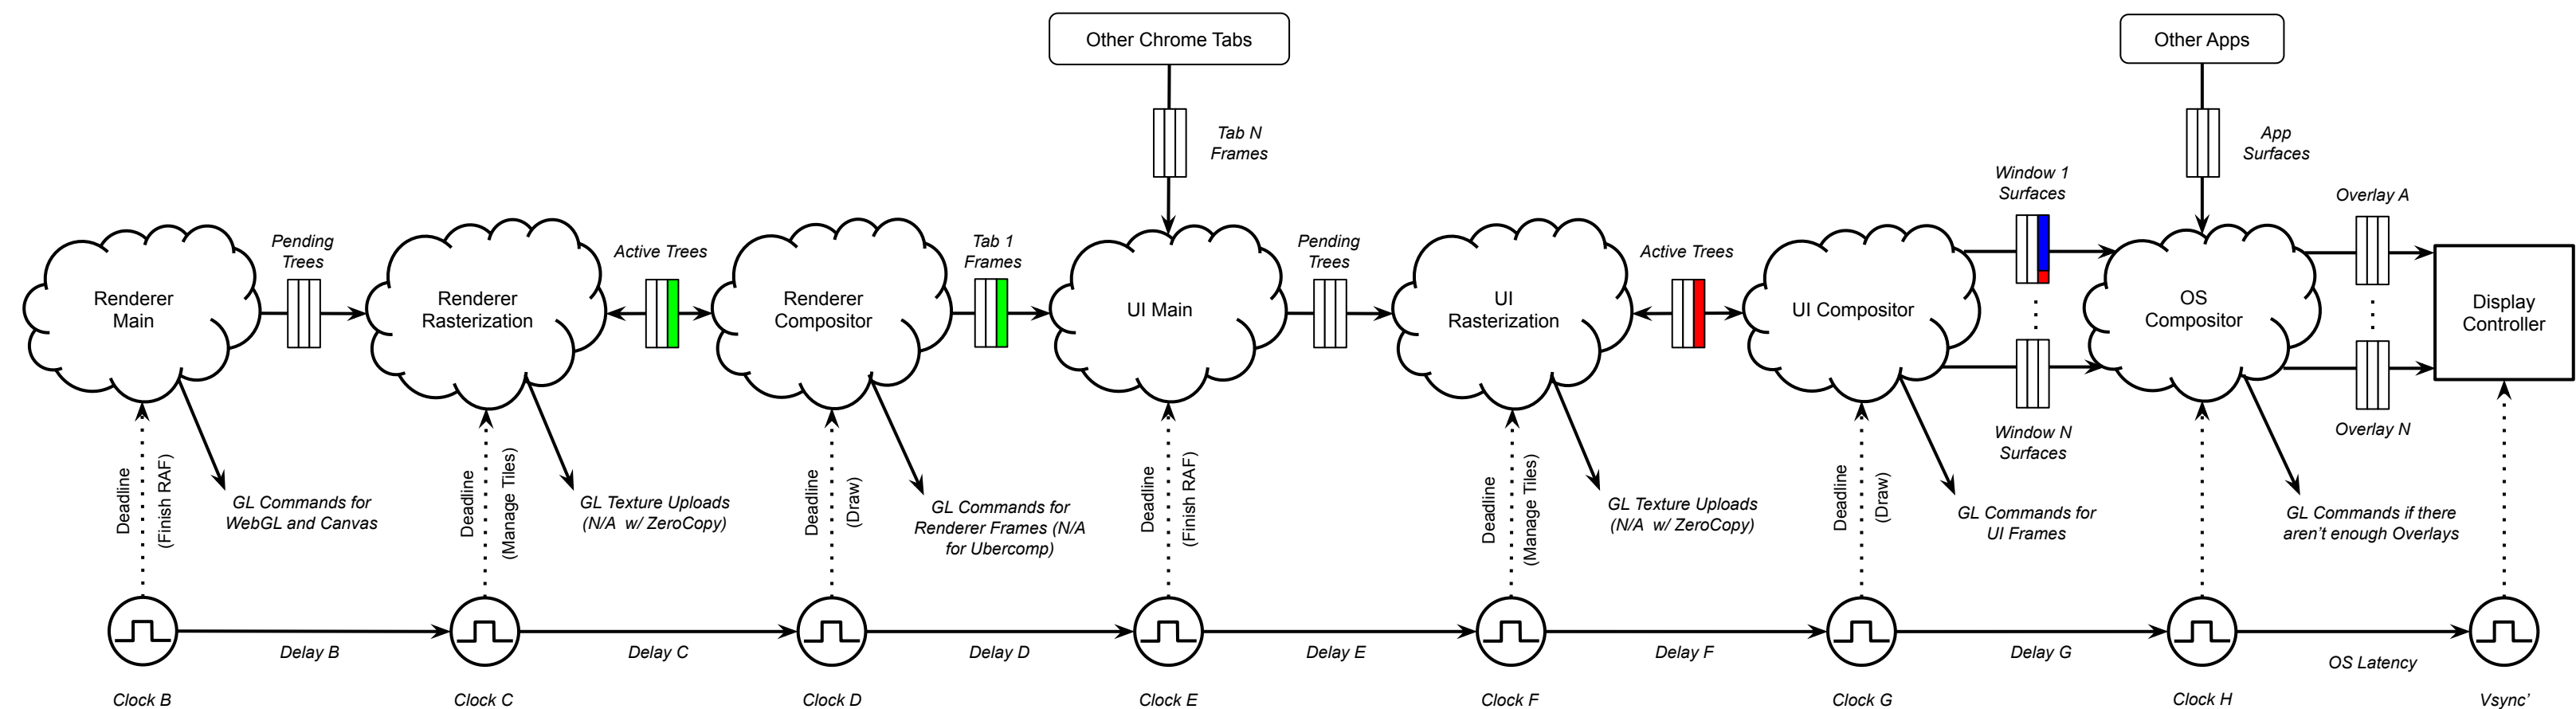 Other Chrome Tabs
Other Apps
Tab N
Frames
App
Surfaces
Window 1
Surfaces
Overlay A
Pending
Trees
Active Trees
Tab 1
Frames
Pending
Trees
Active Trees
Renderer
Main
Renderer
Rasterization
Renderer
Compositor
UI Main
UI
Rasterization
UI Compositor
OS
Compositor
Display
Controller
Window N
Surfaces
Overlay N
Deadline
(Finish RAF)
GL Commands for
WebGL and Canvas
Deadline
(Manage Tiles)
GL Texture Uploads
(N/A w/ ZeroCopy)
Deadline
(Draw)
GL Commands for
Renderer Frames (N/A
for Ubercomp)
Deadline
(Finish RAF)
Deadline
(Manage Tiles)
GL Texture Uploads
(N/A w/ ZeroCopy)
Deadline
(Draw)
GL Commands for
UI Frames
GL Commands if there
aren't enough Overlays
Delay B
Delay C
Delay D
Delay E
Delay F
Delay G
OS Latency
Clock B
Clock C
Clock D
Clock E
Clock F
Clock G
Clock H
Vsync'